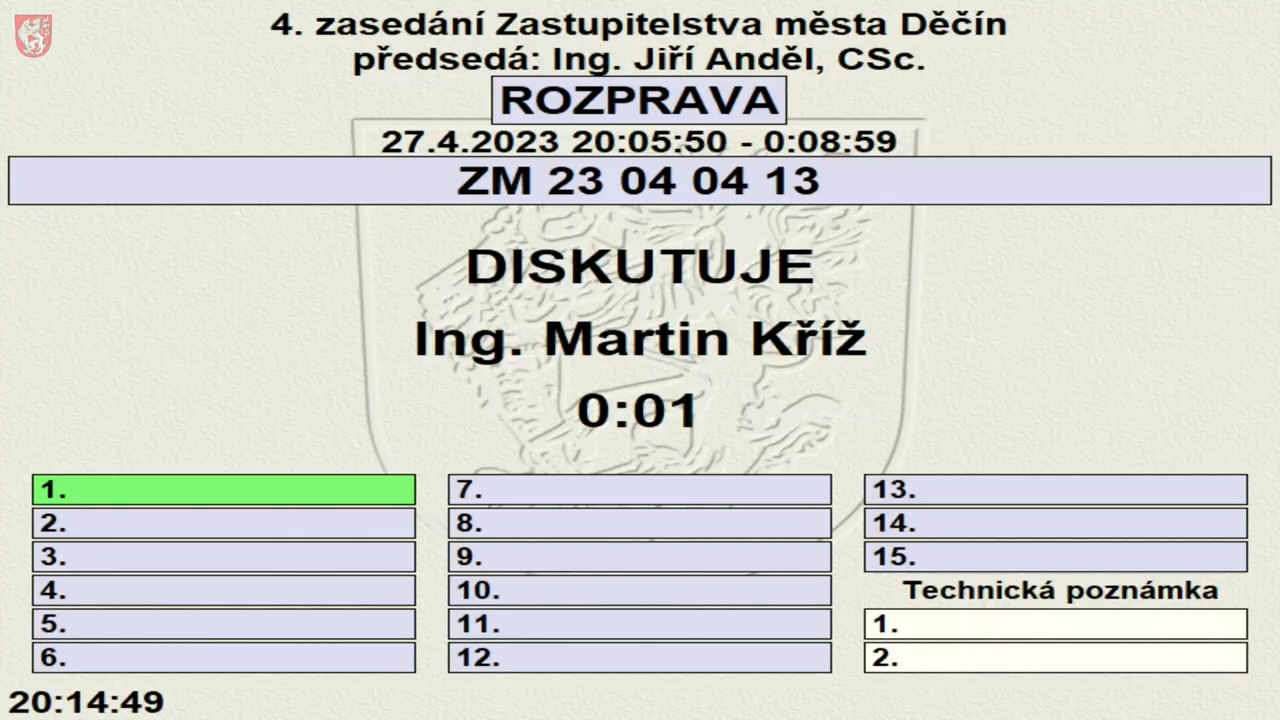 4. zasedání Zastupitelstva města Děčín
předsedá: Ing. Jiří Anděl, CSc.
ROZPRAVA
27.4.2023 20:05:50 - 0:08:59
ZM 23 04 04 13
DISKUTUJE
Ing. Martin Kříž
0:01
1.
2.
3.
4.
5.
6.
7.
8.
9.
10.
11.
12.
13.
14.
15.
Technická poznámka
1.
2.
20:14:49